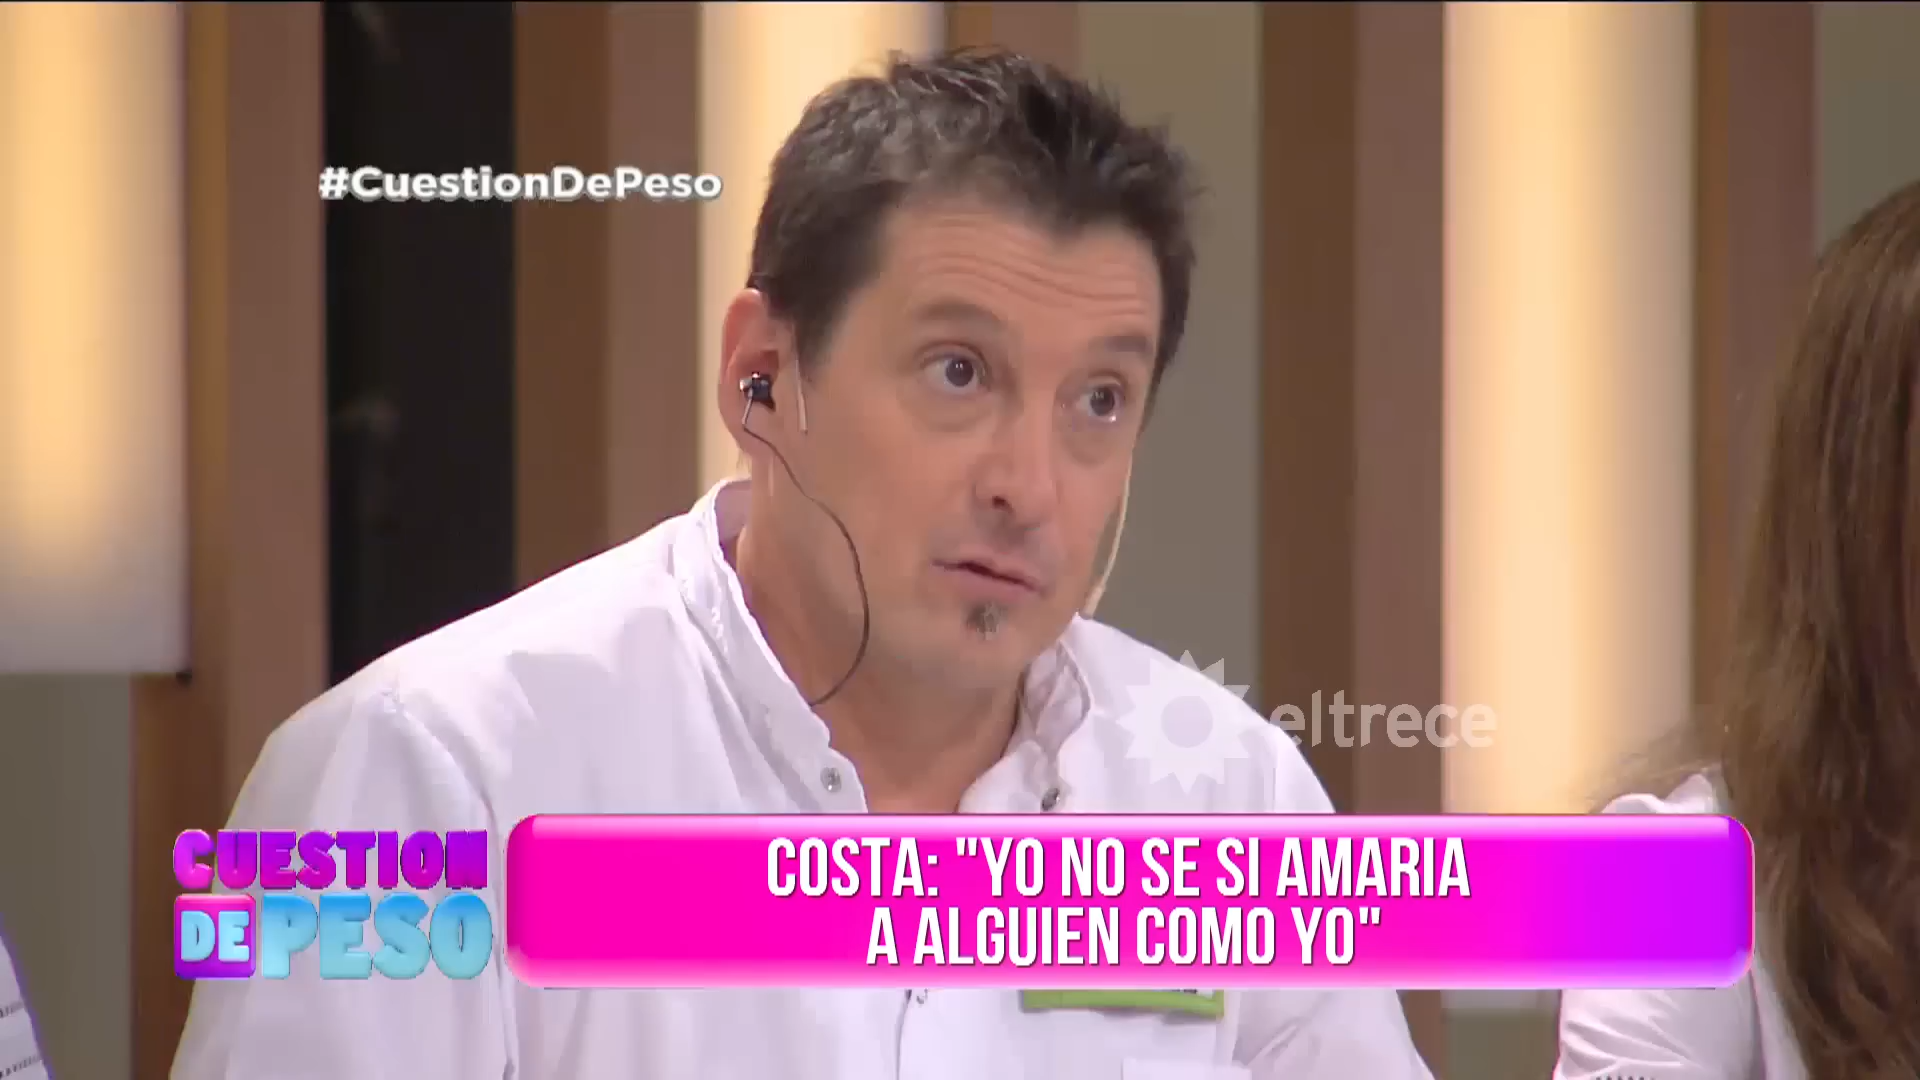 #CuestionDePeso
eltrece
CUESTION
DE PESO
COSTA: "YO NO SE SI AMARIA
A ALGUIEN COMO YO"